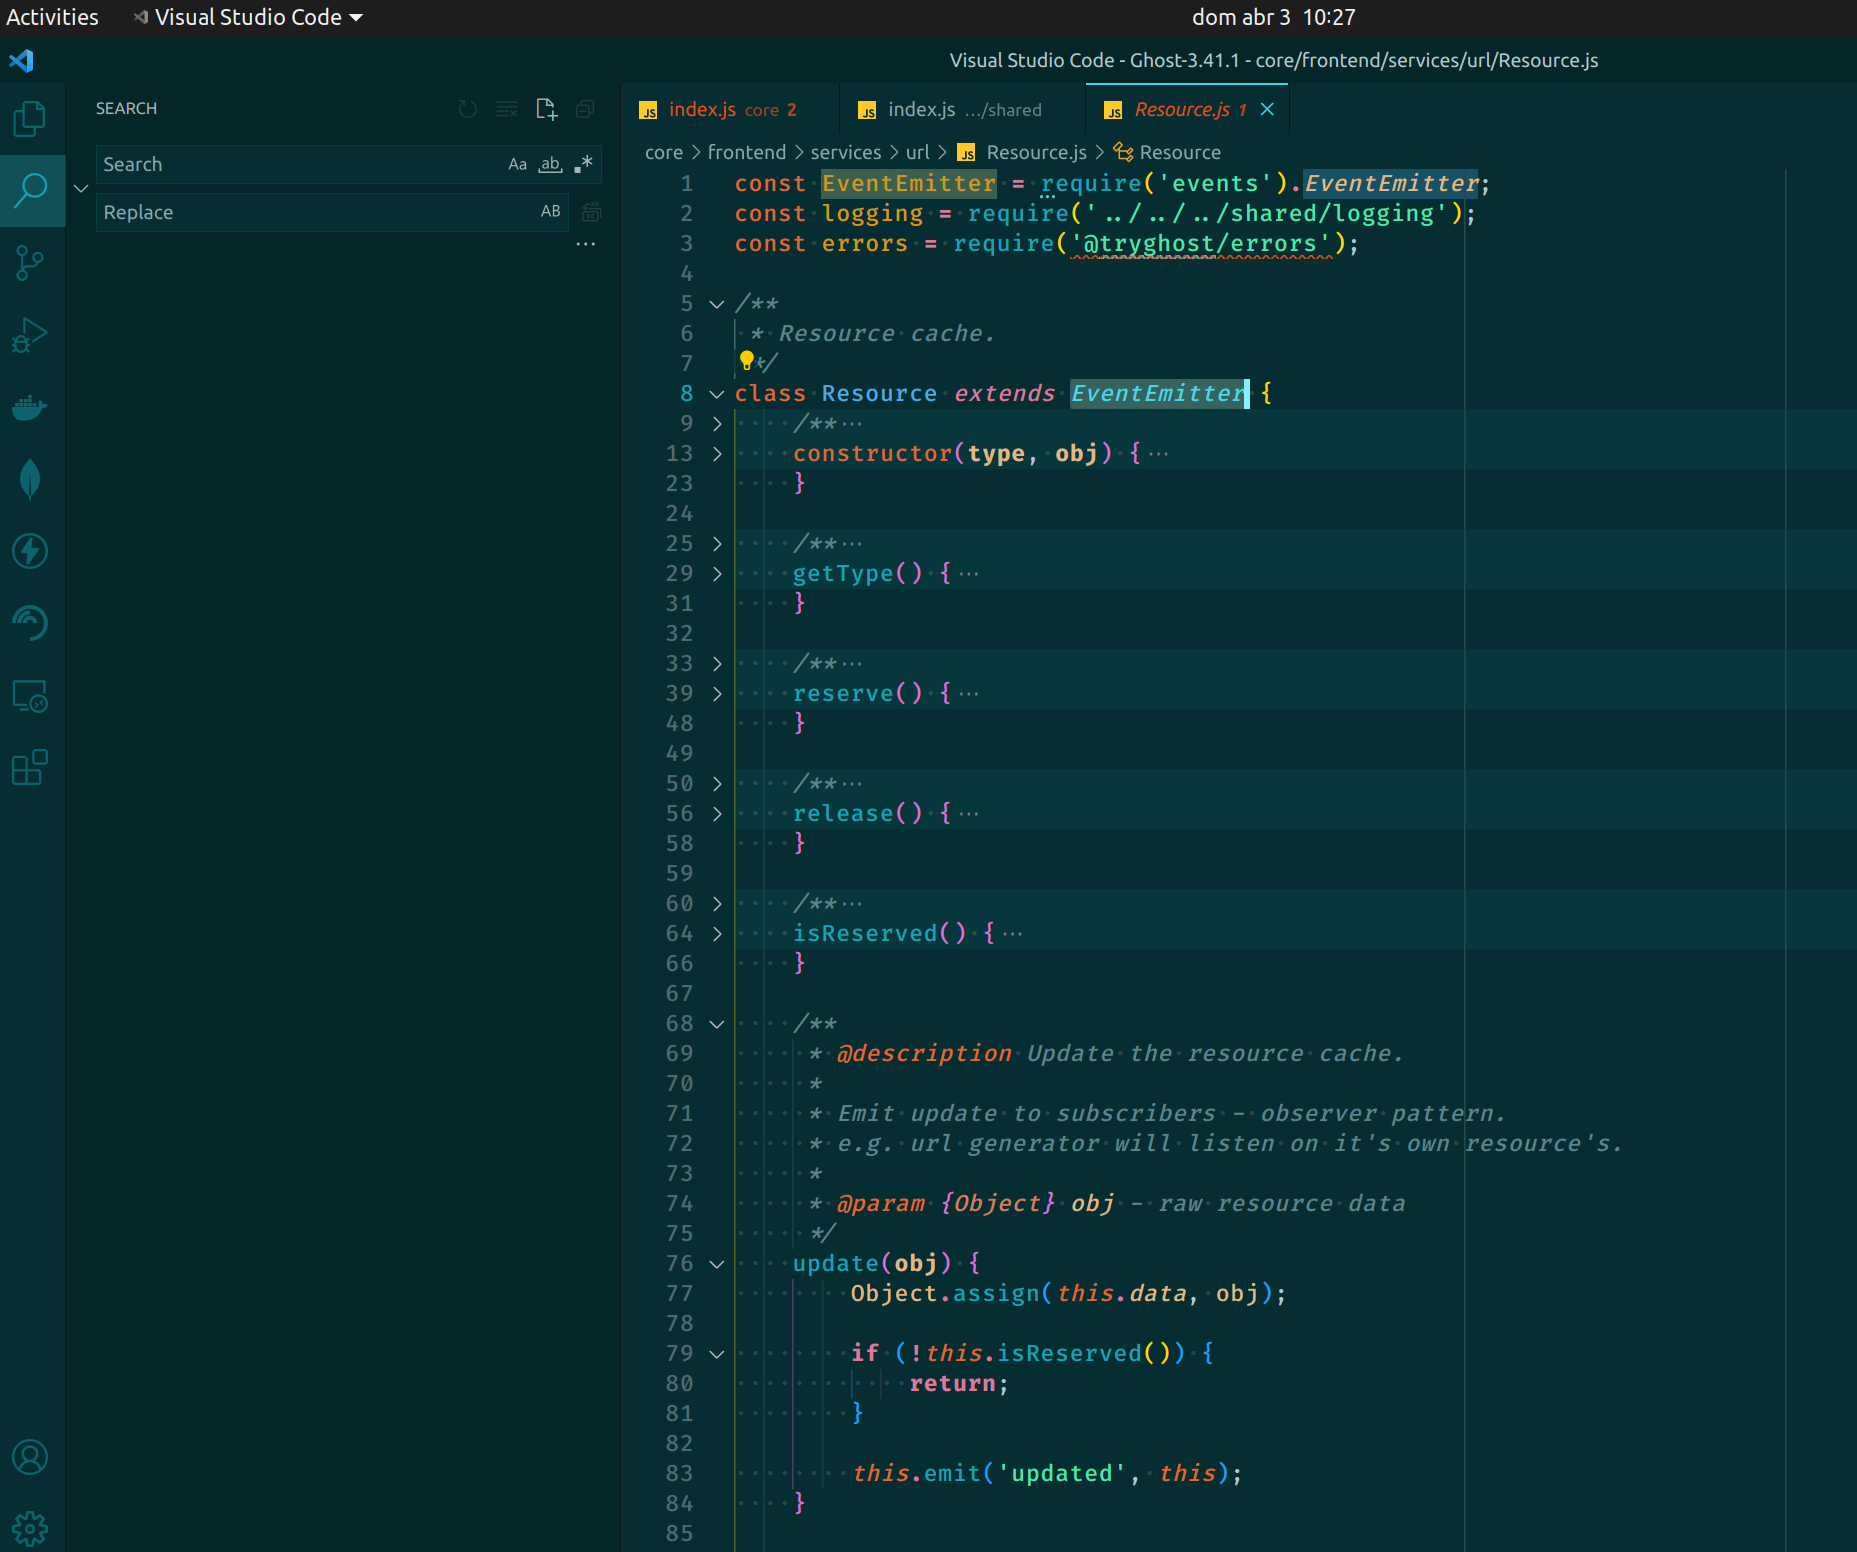 Activities Visual Studio Code dom abr 3 10:27
Visual Studio Code - Ghost-3.41.1 - core/frontend/services/url/Resource.js
SEARCH
Search Aa ab .*
Replace AB
...
JS index.js core 2 JS index.js .../shared JS Resource.js 1
core > frontend > services > url > JS Resource.js > Resource
1 const EventEmitter = require('events').EventEmitter;
2 const logging = require('../../../shared/logging');
3 const errors = require('@tryghost/errors');
4
5 /**
6 * Resource cache.
7 */
8 class Resource extends EventEmitter {
9 /** ...
13 constructor(type, obj) { ...
23 }
24
25 /** ...
29 getType() { ...
31 }
32
33 /** ...
39 reserve() { ...
48 }
49
50 /** ...
56 release() { ...
58 }
59
60 /** ...
64 isReserved() { ...
66 }
67
68 /**
69 * @description Update the resource cache.
70 *
71 * Emit update to subscribers - observer pattern.
72 * e.g. url generator will listen on it's own resource's.
73 *
74 * @param {Object} obj - raw resource data
75 */
76 update(obj) {
77 Object.assign(this.data, obj);
78
79 if (!this.isReserved()) {
80 return;
81 }
82
83 this.emit('updated', this);
84 }
85